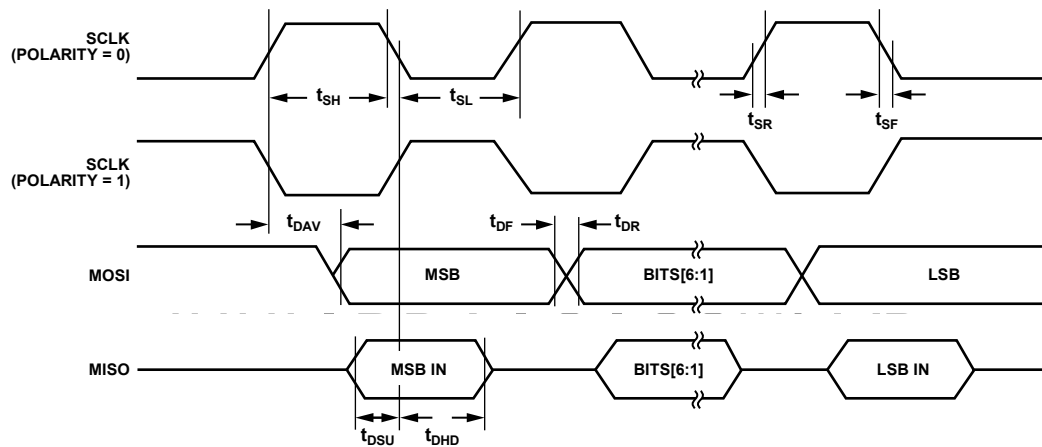 SCLK
(POLARITY = 0)
tSH
tSL
tSR
tSF
SCLK
(POLARITY = 1)
tDAV
tDF
tDR
MOSI
MSB
BITS[6:1]
LSB
MISO
MSB IN
BITS[6:1]
LSB IN
tDSU
tDHD